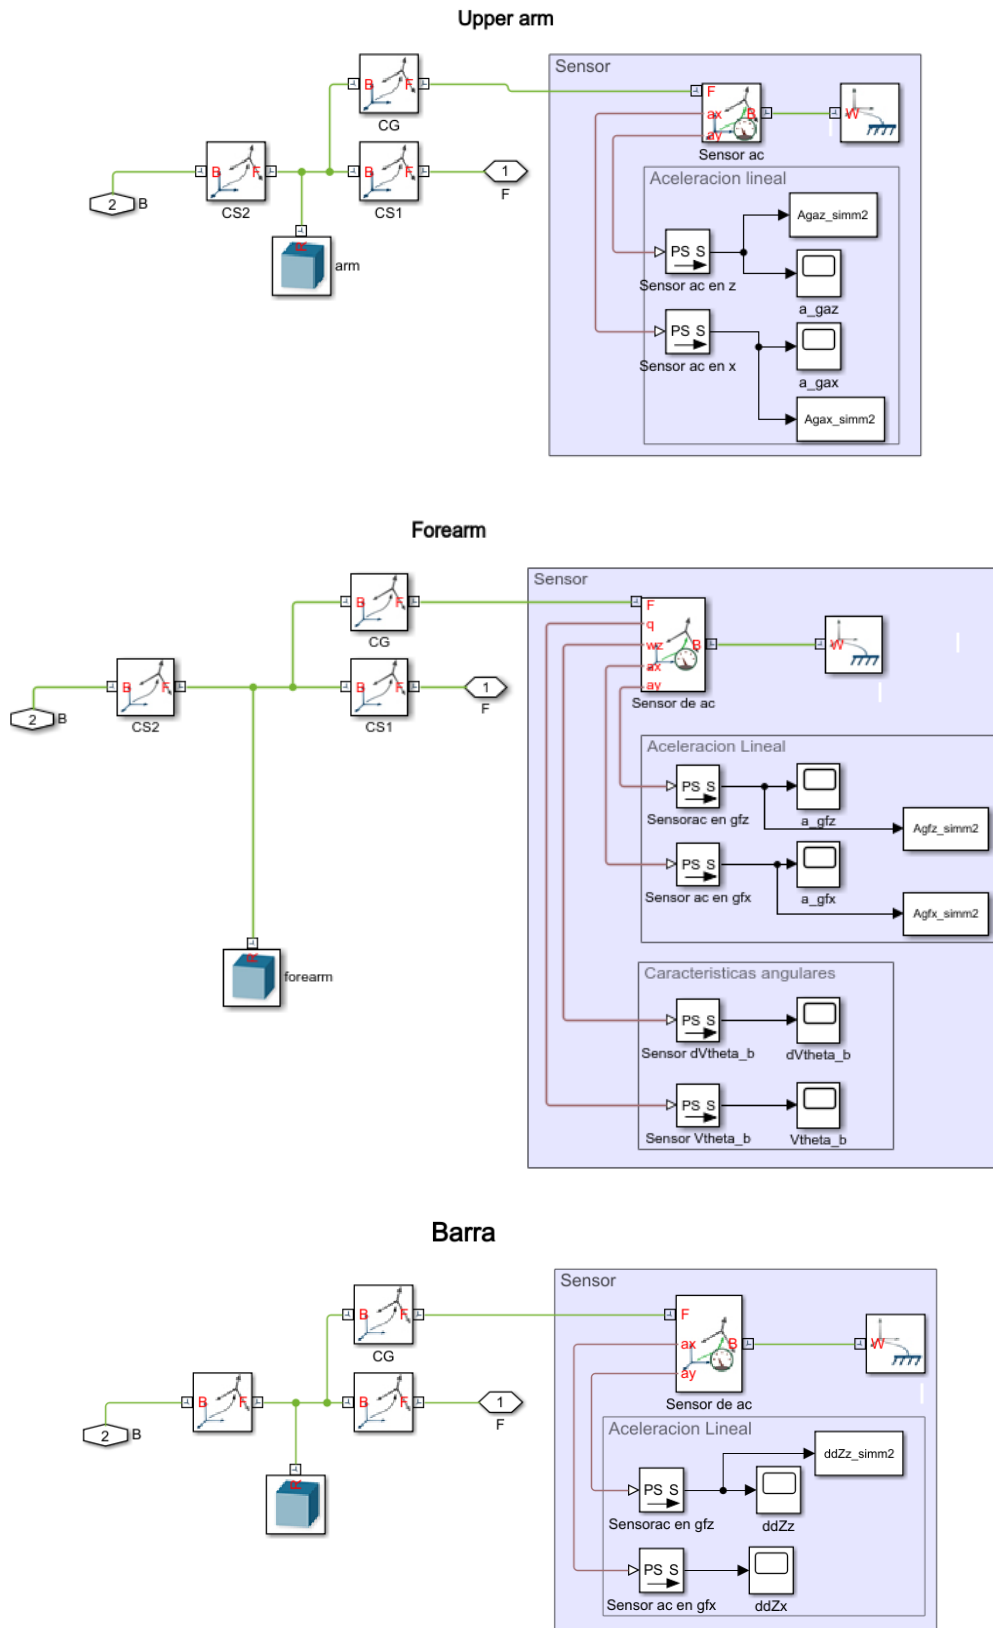 Upper arm
Sensor
B F
CG
F
ax
ay
B
Sensor ac
W
B F
CS2
B F
CS1
1
F
2 B
R
arm
Aceleracion lineal
Agaz_simm2
PS S
Sensor ac en z
a_gaz
PS S
Sensor ac en x
a_gax
Agax_simm2
Forearm
Sensor
B F
CG
F
q
wz
ax
ay
B
Sensor de ac
W
B F
CS2
B F
CS1
1
F
2 B
Aceleracion Lineal
PS S
Sensorac en gfz
a_gfz
Agfz_simm2
PS S
Sensor ac en gfx
a_gfx
Agfx_simm2
R
forearm
Caracteristicas angulares
PS S
Sensor dVtheta_b
dVtheta_b
PS S
Sensor Vtheta_b
Vtheta_b
Barra
Sensor
B F
CG
F
ax
ay
B
Sensor de ac
W
B F
B F
1
F
2 B
R
Aceleracion Lineal
ddZz_simm2
PS S
Sensorac en gfz
ddZz
PS S
Sensor ac en gfx
ddZx